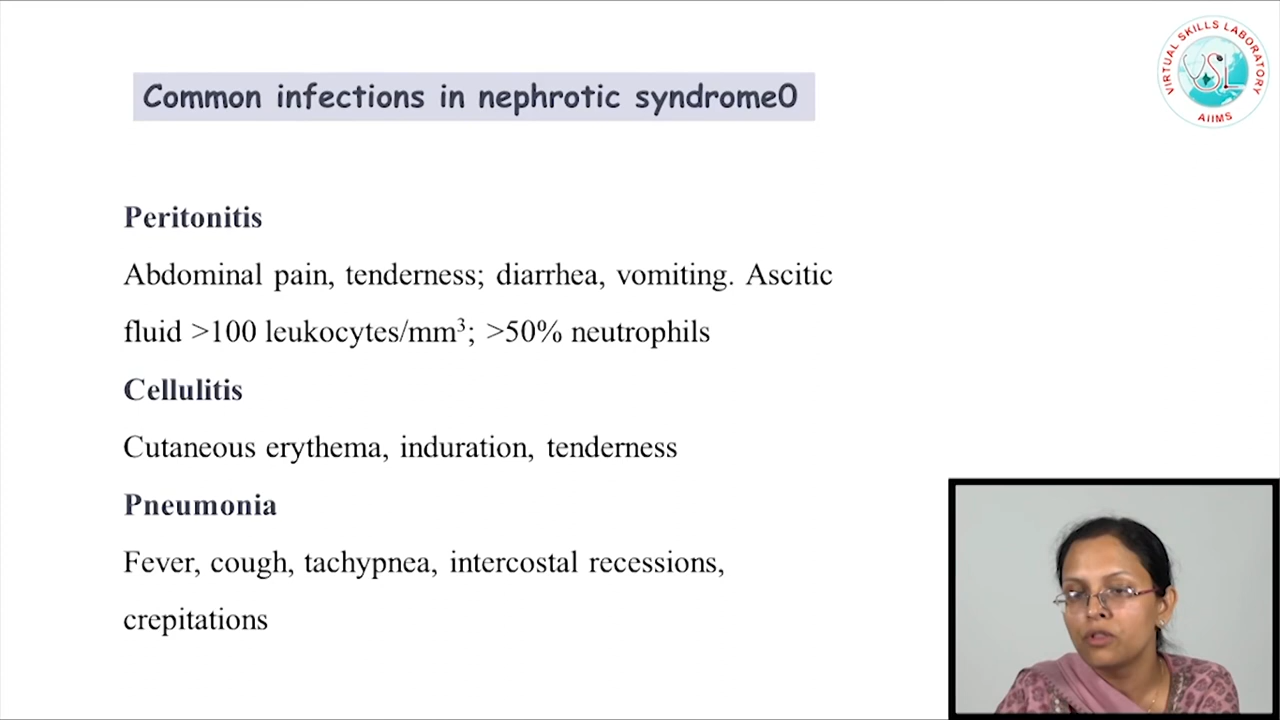 VIRTUAL SKILLS LABORATORY
VSL
AIIMS
Common infections in nephrotic syndrome0
Peritonitis
Abdominal pain, tenderness; diarrhea, vomiting. Ascitic
fluid >100 leukocytes/mm³; >50% neutrophils
Cellulitis
Cutaneous erythema, induration, tenderness
Pneumonia
Fever, cough, tachypnea, intercostal recessions,
crepitations